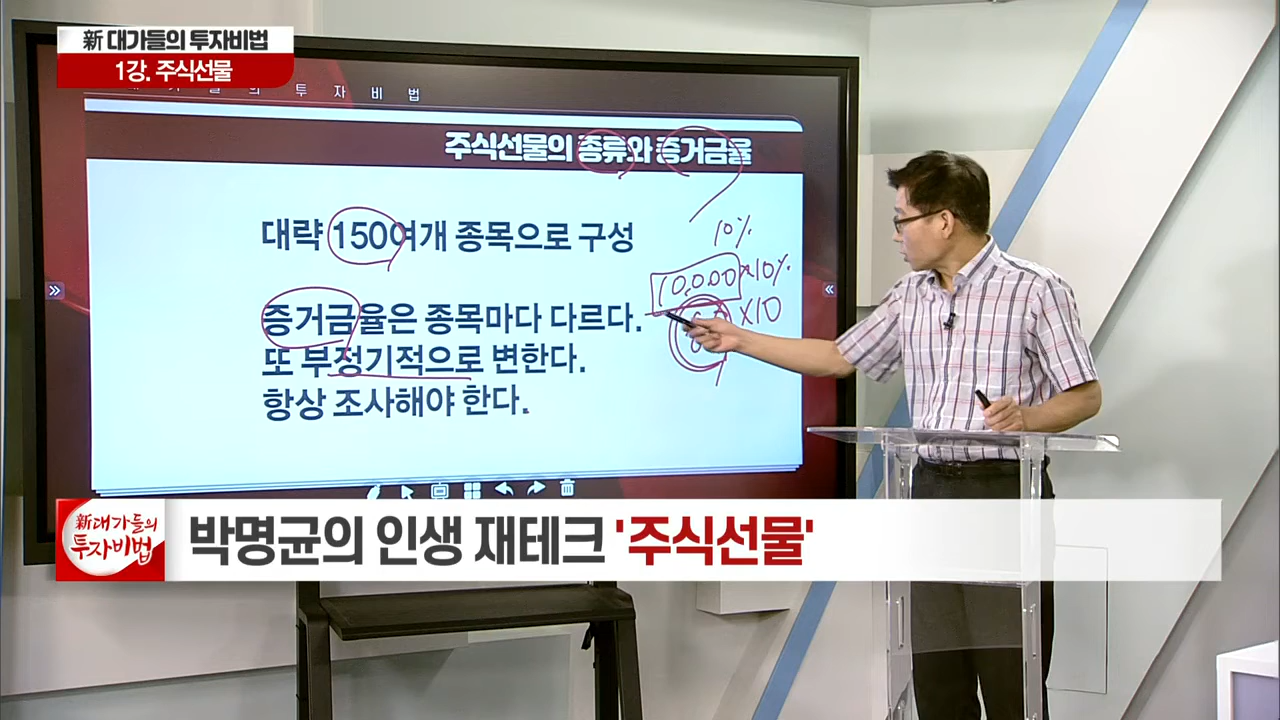 新 대가들의 투자비법
1강. 주식선물
대 가 들 의 투 자 비 법
주식선물의 종류와 증거금율
대략 150여개 종목으로 구성
10%
10,000×10%
×10
증거금율은 종목마다 다르다.
또 부정기적으로 변한다.
항상 조사해야 한다.
新 대가들의
투자비법
박명균의 인생 재테크 '주식선물'